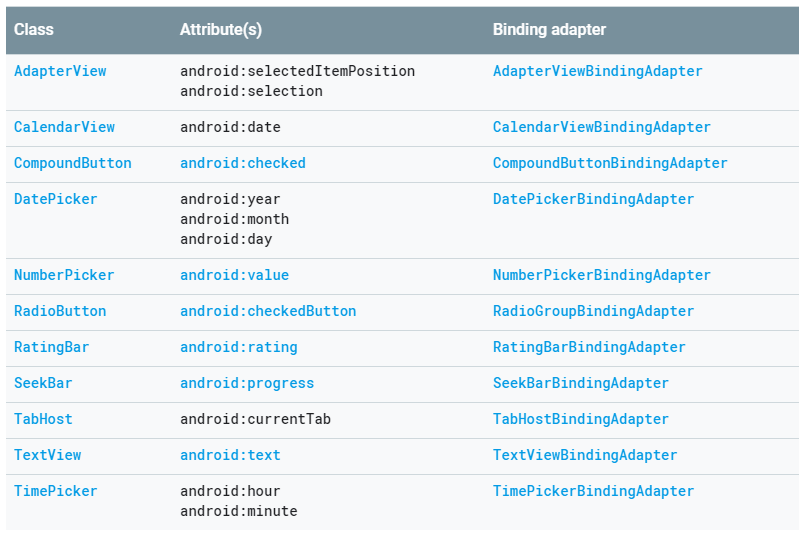 Class Attribute(s) Binding adapter
AdapterView android:selectedItemPosition AdapterViewBindingAdapter
android:selection
CalendarView android:date CalendarViewBindingAdapter
CompoundButton android:checked CompoundButtonBindingAdapter
DatePicker android:year DatePickerBindingAdapter
android:month
android:day
NumberPicker android:value NumberPickerBindingAdapter
RadioButton android:checkedButton RadioGroupBindingAdapter
RatingBar android:rating RatingBarBindingAdapter
SeekBar android:progress SeekBarBindingAdapter
TabHost android:currentTab TabHostBindingAdapter
TextView android:text TextViewBindingAdapter
TimePicker android:hour TimePickerBindingAdapter
android:minute